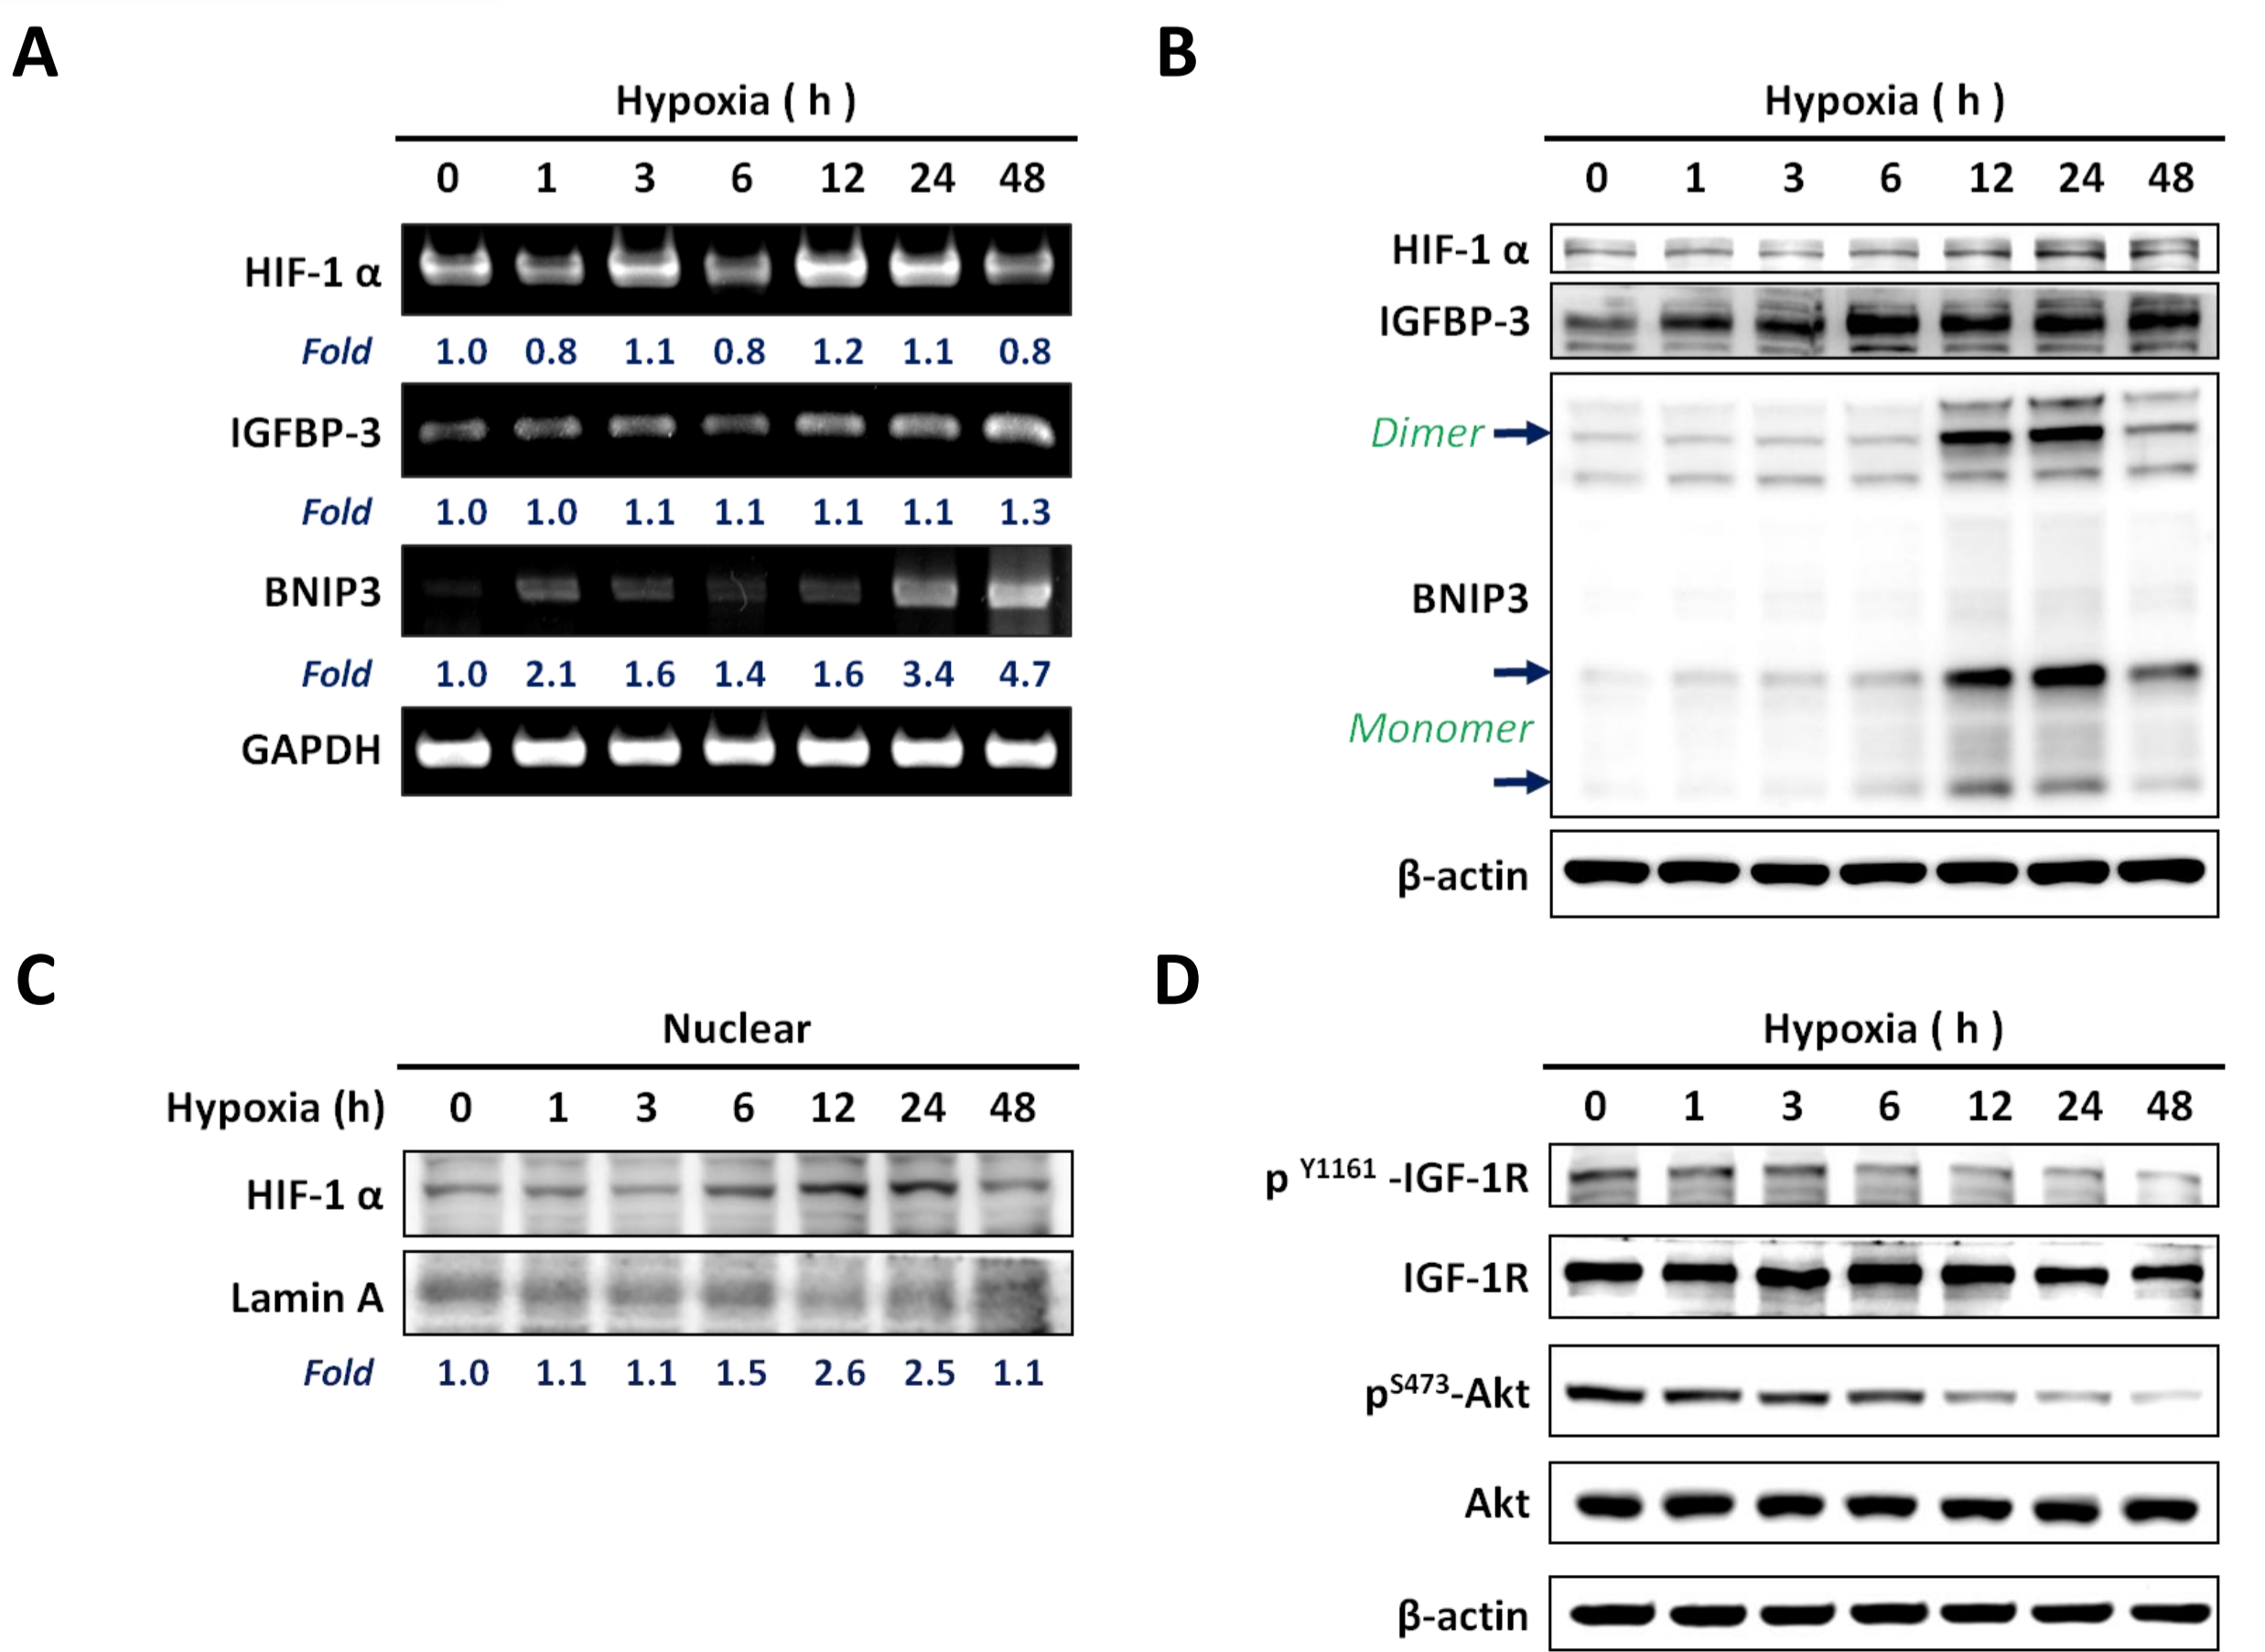 A
Hypoxia ( h )
0 1 3 6 12 24 48
HIF-1 α
Fold 1.0 0.8 1.1 0.8 1.2 1.1 0.8
IGFBP-3
Fold 1.0 1.0 1.1 1.1 1.1 1.1 1.3
BNIP3
Fold 1.0 2.1 1.6 1.4 1.6 3.4 4.7
GAPDH
B
Hypoxia ( h )
0 1 3 6 12 24 48
HIF-1 α
IGFBP-3
Dimer
BNIP3
Monomer
β-actin
C
Nuclear
Hypoxia (h) 0 1 3 6 12 24 48
HIF-1 α
Lamin A
Fold 1.0 1.1 1.1 1.5 2.6 2.5 1.1
D
Hypoxia ( h )
0 1 3 6 12 24 48
p Y1161 -IGF-1R
IGF-1R
pS473-Akt
Akt
β-actin